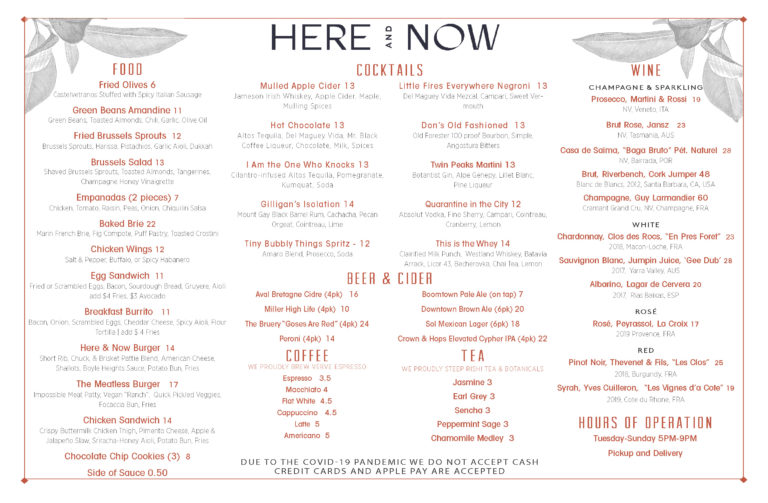 HERE AND NOW
FOOD
Fried Olives 6
Castelvetranos Stuffed with Spicy Italian Sausage
Green Beans Amandine 11
Green Beans, Toasted Almonds, Chili, Garlic, Olive Oil
Fried Brussels Sprouts 12
Brussels Sprouts, Harissa, Pistachios, Garlic Aioli, Dukkah
Brussels Salad 13
Shaved Brussels Sprouts, Toasted Almonds, Tangerines,
Champagne Honey Vinaigrette
Empanadas (2 pieces) 7
Chicken, Tomato, Raisin, Peas, Onion, Chiquilin Salsa
Baked Brie 22
Marin French Brie, Fig Compote, Puff Pastry, Toasted Crostini
Chicken Wings 12
Salt & Pepper, Buffalo, or Spicy Habanero
Egg Sandwich 11
Fried or Scrambled Eggs, Bacon, Sourdough Bread, Gruyere, Aioli
add $4 Fries, $3 Avocado
Breakfast Burrito 11
Bacon, Onion, Scrambled Eggs, Cheddar Cheese, Spicy Aioli, Flour
Tortilla | add $ 4 Fries
Here & Now Burger 14
Short Rib, Chuck, & Brisket Pattie Blend, American Cheese,
Shallots, Boyle Heights Sauce, Potato Bun, Fries
The Meatless Burger 17
Impossible Meat Patty, Vegan "Ranch", Quick Pickled Veggies,
Focaccia Bun, Fries
Chicken Sandwich 14
Crispy Buttermilk Chicken Thigh, Pimento Cheese, Apple &
Jalapeño Slaw, Sriracha-Honey Aioli, Potato Bun, Fries
Chocolate Chip Cookies (3) 8
Side of Sauce 0.50
COCKTAILS
Mulled Apple Cider 13
Jameson Irish Whiskey, Apple Cider, Maple,
Mulling Spices
Hot Chocolate 13
Altos Tequila, Del Maguey Vida, Mr. Black
Coffee Liqueur, Chocolate, Milk, Spices
I Am the One Who Knocks 13
Cilantro-infused Altos Tequila, Pomegranate,
Kumquat, Soda
Gilligan's Isolation 14
Mount Gay Black Barrel Rum, Cachacha, Pecan
Orgeat, Cointreau, Lime
Tiny Bubbly Things Spritz - 12
Amaro Blend, Prosecco, Soda
Little Fires Everywhere Negroni 13
Del Maguey Vida Mezcal, Campari, Sweet Ver-
mouth
Don's Old Fashioned 13
Old Forester 100 proof Bourbon, Simple,
Angostura Bitters
Twin Peaks Martini 13
Botanist Gin, Aloe Genepy, Lillet Blanc,
Pine Liqueur
Quarantine in the City 12
Absolut Vodka, Fino Sherry, Campari, Cointreau,
Cranberry, Lemon
This is the Whey 14
Clarified Milk Punch, Westland Whiskey, Batavia
Arrack, Licor 43, Becherovka, Chai Tea, Lemon
BEER & CIDER
Aval Bretagne Cidre (4pk) 16
Miller High Life (4pk) 10
The Bruery "Goses Are Red" (4pk) 24
Peroni (4pk) 14
Boomtown Pale Ale (on tap) 7
Downtown Brown Ale (6pk) 20
Sol Mexican Lager (6pk) 18
Crown & Hops Elevated Cypher IPA (4pk) 22
COFFEE
WE PROUDLY BREW VERVE ESPRESSO
Espresso 3.5
Macchiato 4
Flat White 4.5
Cappuccino 4.5
Latte 5
Americano 5
TEA
WE PROUDLY STEEP RISHI TEA & BOTANICALS
Jasmine 3
Earl Grey 3
Sencha 3
Peppermint Sage 3
Chamomile Medley 3
WINE
CHAMPAGNE & SPARKLING
Prosecco, Martini & Rossi 19
NV, Veneto, ITA
Brut Rose, Jansz 23
NV, Tasmania, AUS
Casa de Saima, "Baga Bruto" Pét. Naturel 28
NV, Bairrada, POR
Brut, Riverbench, Cork Jumper 48
Blanc de Blancs, 2012, Santa Barbara, CA, USA
Champagne, Guy Larmandier 60
Cremant Grand Cru, NV, Champagne, FRA
WHITE
Chardonnay, Clos des Rocs, "En Pres Foret" 23
2018, Macon-Loche, FRA
Sauvignon Blanc, Jumpin Juice, 'Gee Dub' 28
2017, Yarra Valley, AUS
Albarino, Lagar de Cervera 20
2017, Rias Baixas, ESP
ROSÉ
Rosé, Peyrassol, La Croix 17
2019 Provence, FRA
RED
Pinot Noir, Thevenet & Fils, "Les Clos" 25
2018, Burgundy, FRA
Syrah, Yves Cuilleron, "Les Vignes d'a Cote" 19
2019, Cote du Rhone, FRA
HOURS OF OPERATION
Tuesday-Sunday 5PM-9PM
Pickup and Delivery
DUE TO THE COVID-19 PANDEMIC WE DO NOT ACCEPT CASH
CREDIT CARDS AND APPLE PAY ARE ACCEPTED